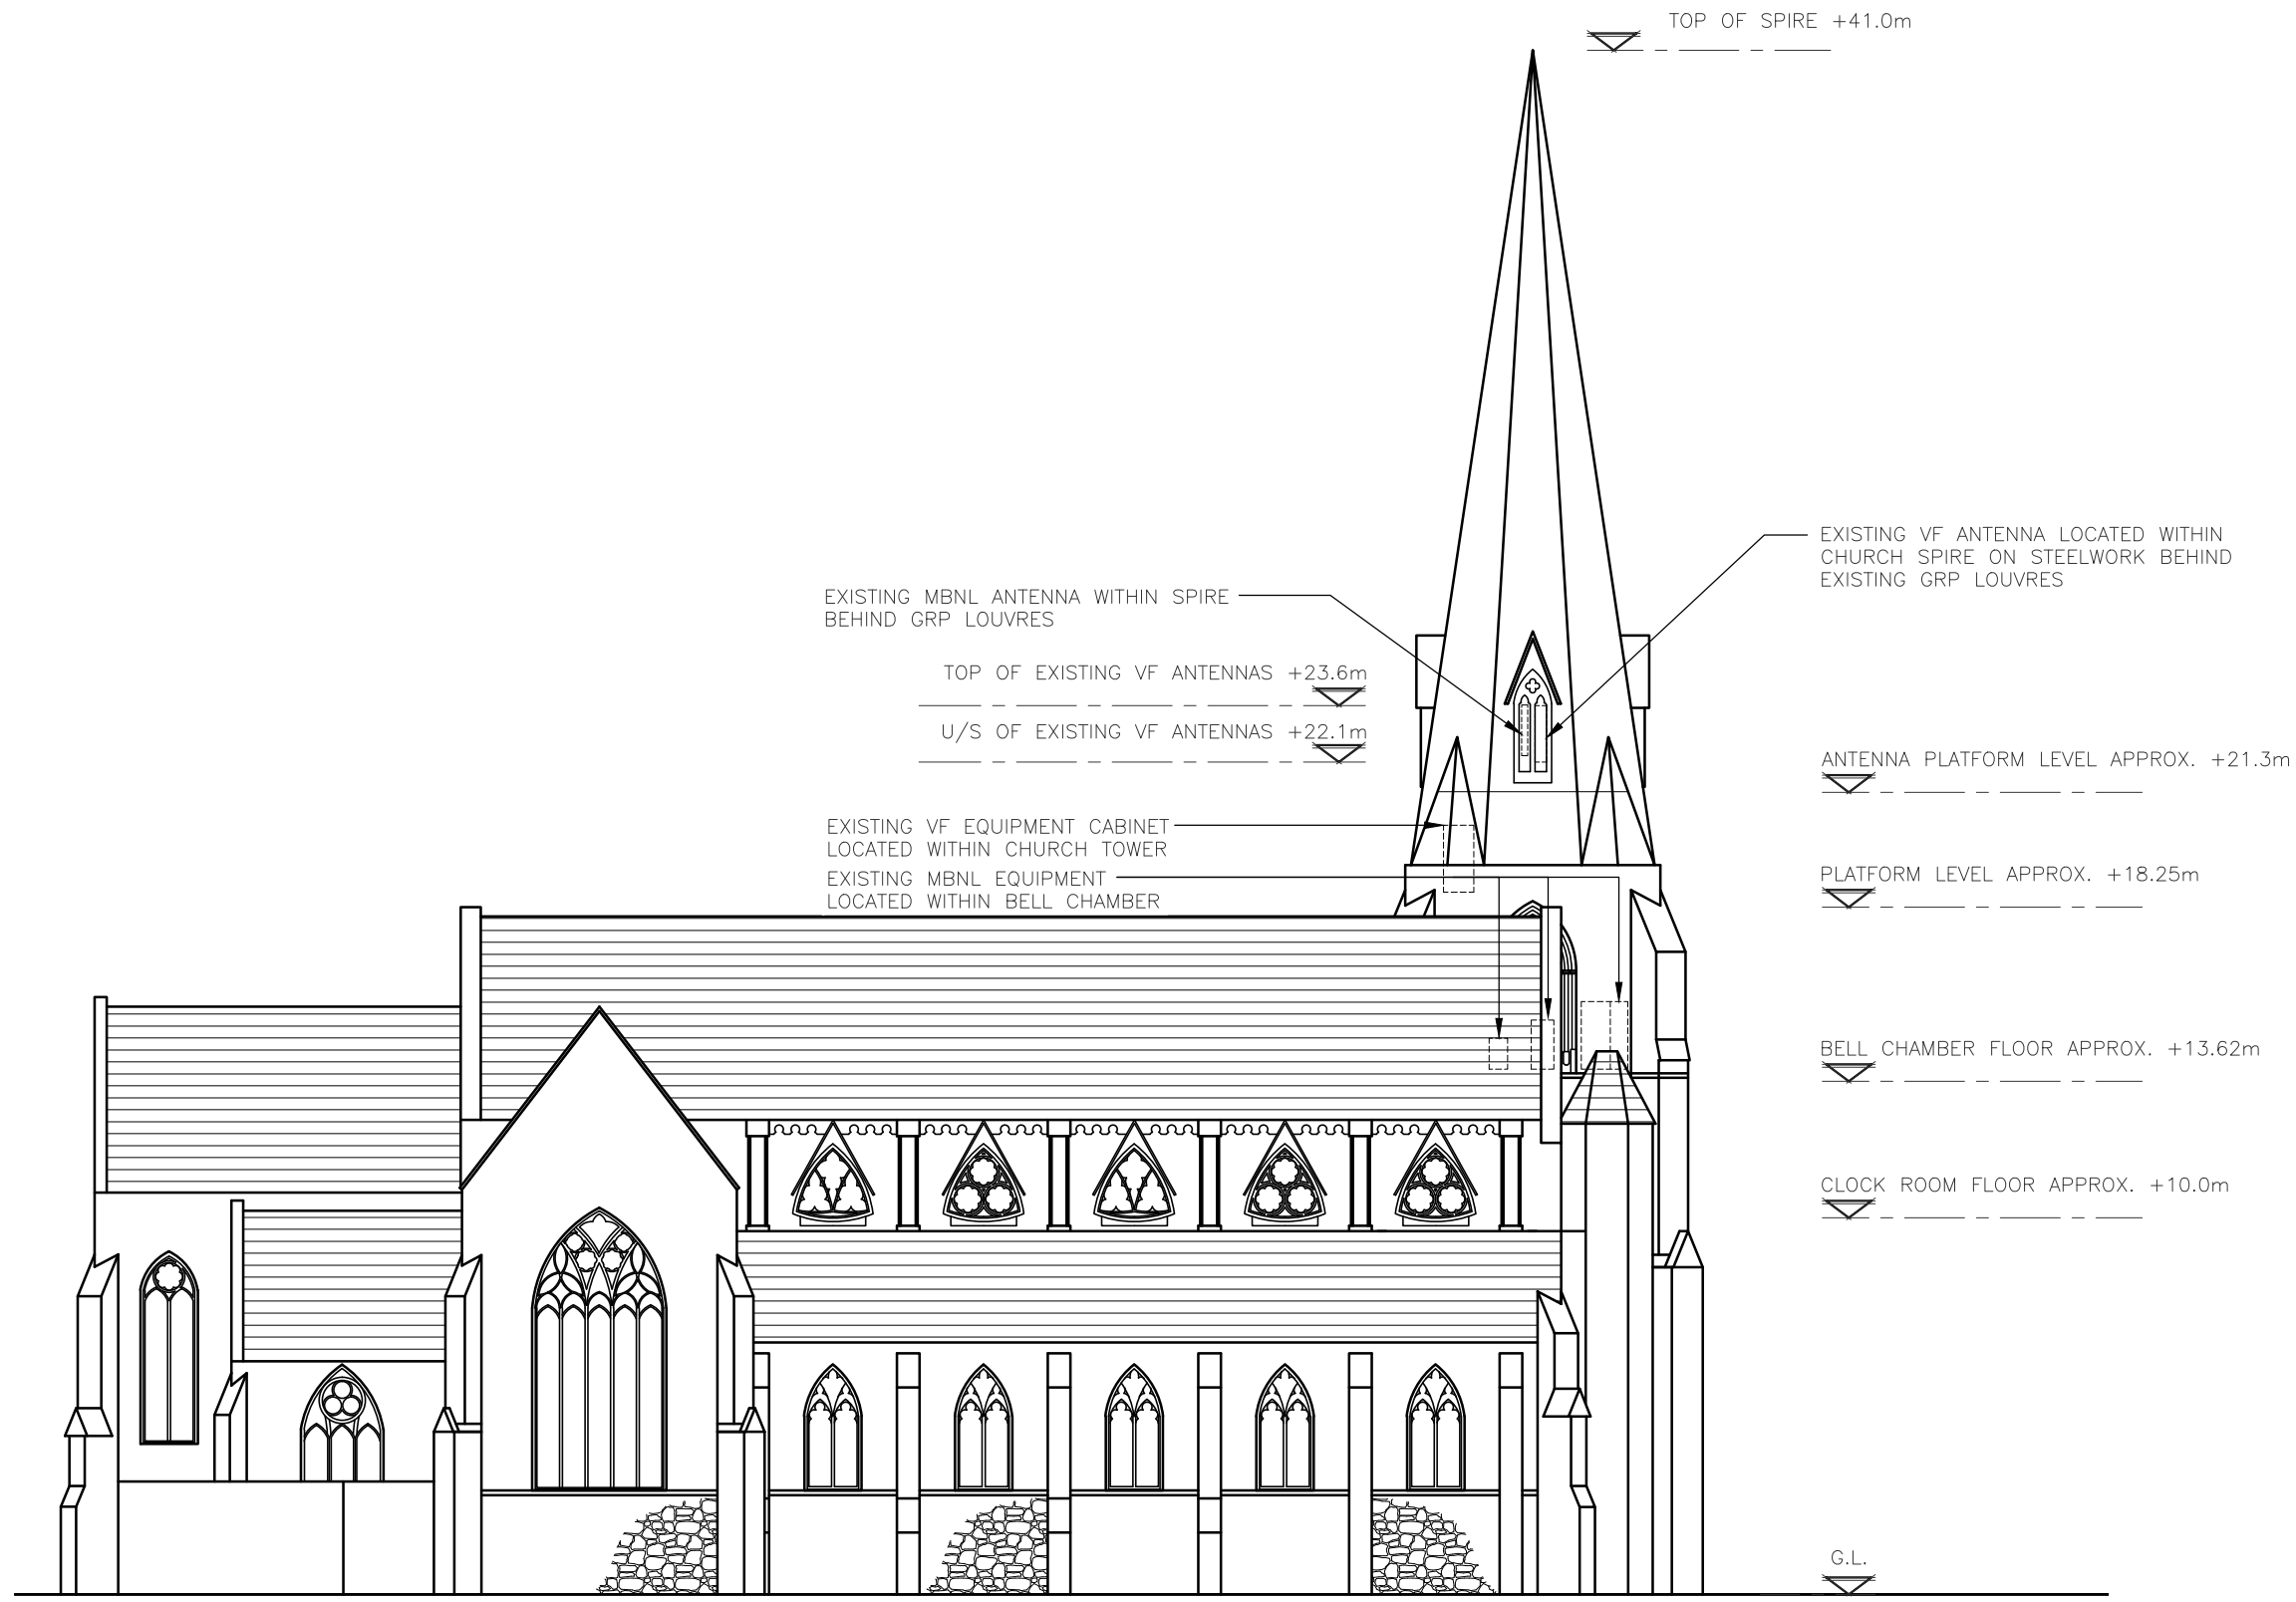 TOP OF SPIRE +41.0m
EXISTING VF ANTENNA LOCATED WITHIN
CHURCH SPIRE ON STEELWORK BEHIND
EXISTING GRP LOUVRES
EXISTING MBNL ANTENNA WITHIN SPIRE
BEHIND GRP LOUVRES
TOP OF EXISTING VF ANTENNAS +23.6m
U/S OF EXISTING VF ANTENNAS +22.1m
ANTENNA PLATFORM LEVEL APPROX. +21.3m
EXISTING VF EQUIPMENT CABINET
LOCATED WITHIN CHURCH TOWER
EXISTING MBNL EQUIPMENT
LOCATED WITHIN BELL CHAMBER
PLATFORM LEVEL APPROX. +18.25m
BELL CHAMBER FLOOR APPROX. +13.62m
CLOCK ROOM FLOOR APPROX. +10.0m
G.L.